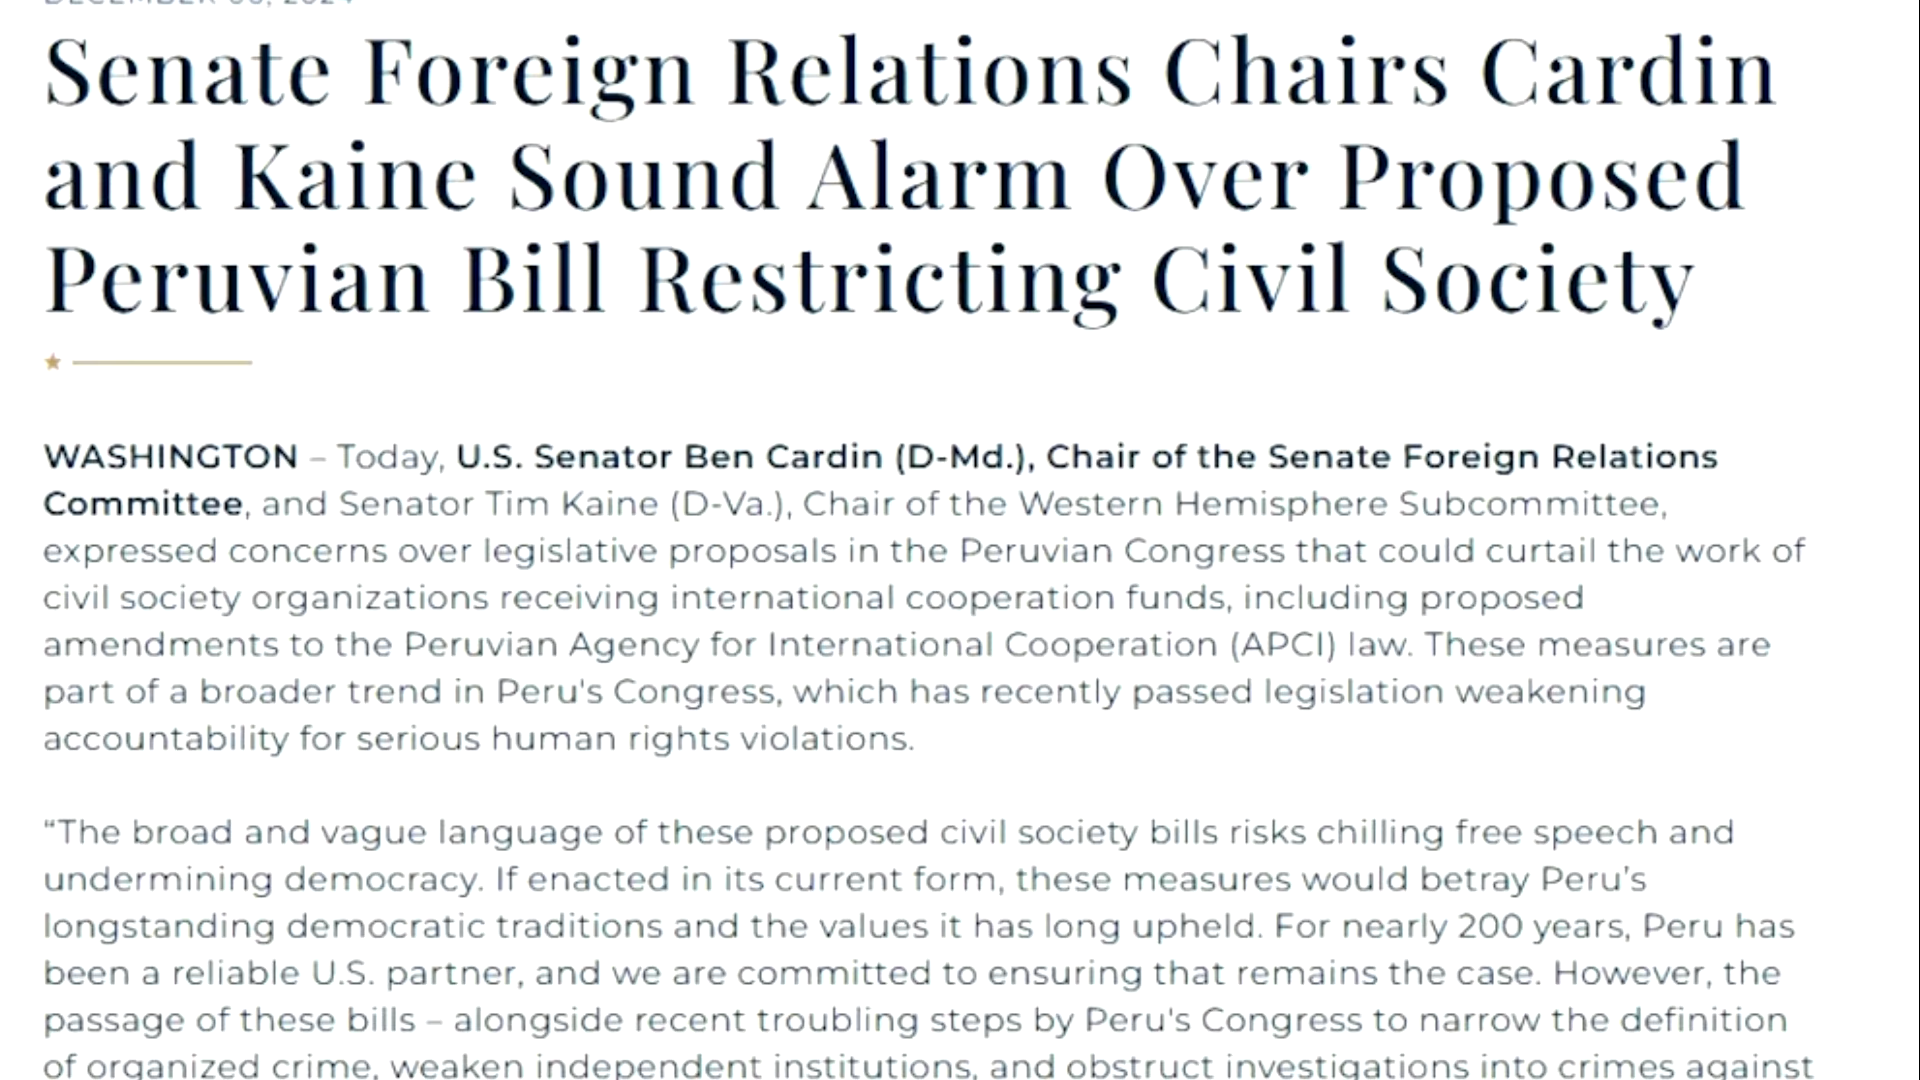 Senate Foreign Relations Chairs Cardin
and Kaine Sound Alarm Over Proposed
Peruvian Bill Restricting Civil Society
WASHINGTON – Today, U.S. Senator Ben Cardin (D-Md.), Chair of the Senate Foreign Relations
Committee, and Senator Tim Kaine (D-Va.), Chair of the Western Hemisphere Subcommittee,
expressed concerns over legislative proposals in the Peruvian Congress that could curtail the work of
civil society organizations receiving international cooperation funds, including proposed
amendments to the Peruvian Agency for International Cooperation (APCI) law. These measures are
part of a broader trend in Peru's Congress, which has recently passed legislation weakening
accountability for serious human rights violations.
“The broad and vague language of these proposed civil society bills risks chilling free speech and
undermining democracy. If enacted in its current form, these measures would betray Peru’s
longstanding democratic traditions and the values it has long upheld. For nearly 200 years, Peru has
been a reliable U.S. partner, and we are committed to ensuring that remains the case. However, the
passage of these bills – alongside recent troubling steps by Peru's Congress to narrow the definition
of organized crime, weaken independent institutions, and obstruct investigations into crimes against